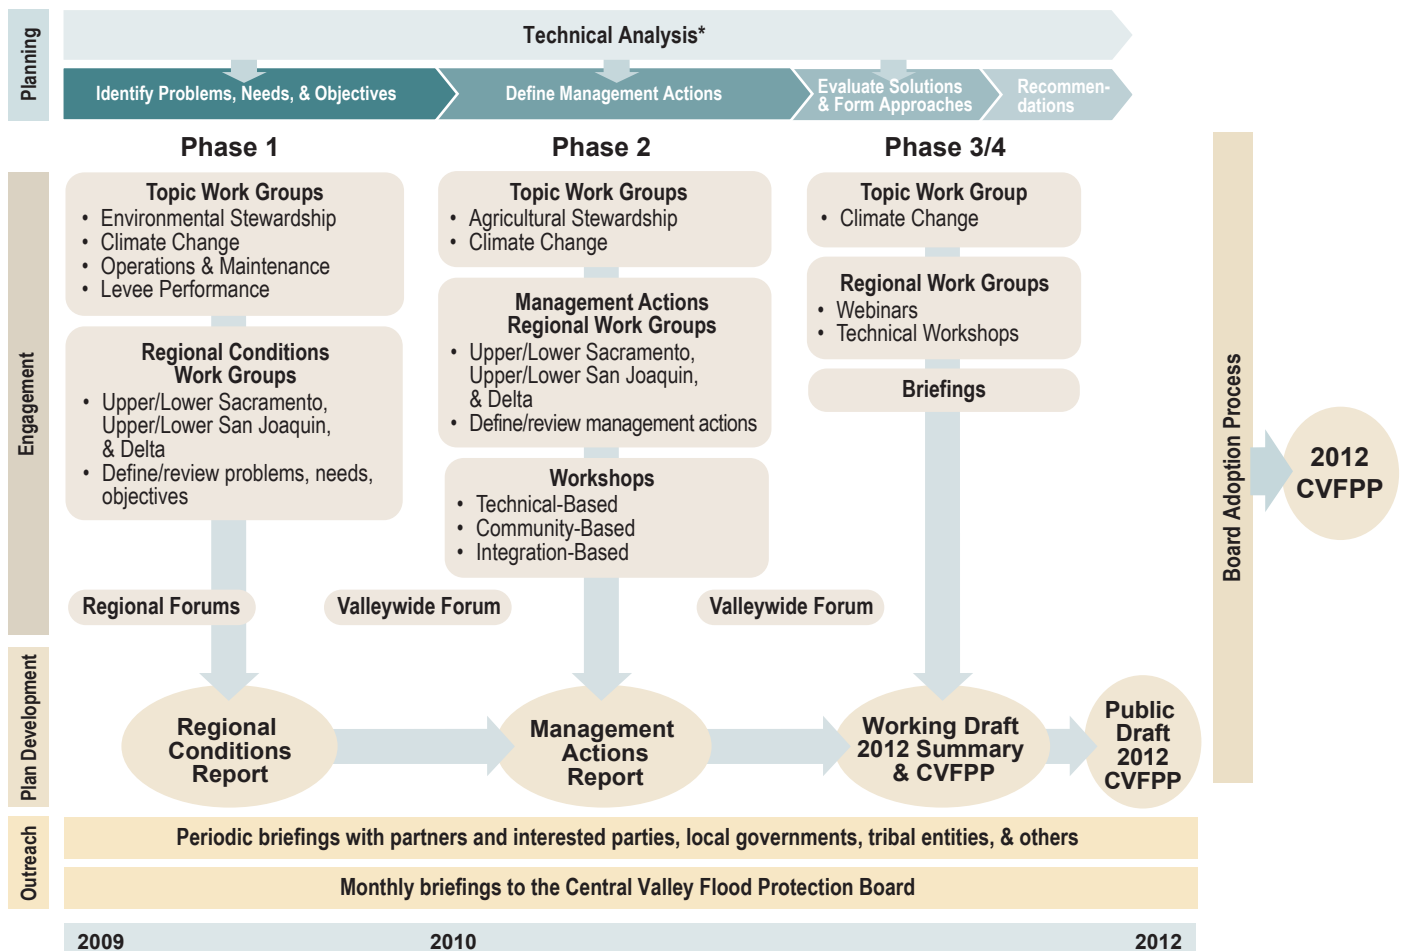 Planning
Technical Analysis*
Identify Problems, Needs, & Objectives
Define Management Actions
Evaluate Solutions
& Form Approaches
Recommen-
dations
Phase 1
Phase 2
Phase 3/4
Engagement
Topic Work Groups
• Environmental Stewardship
• Climate Change
• Operations & Maintenance
• Levee Performance
Regional Conditions
Work Groups
• Upper/Lower Sacramento,
Upper/Lower San Joaquin,
& Delta
• Define/review problems, needs,
objectives
Topic Work Groups
• Agricultural Stewardship
• Climate Change
Management Actions
Regional Work Groups
• Upper/Lower Sacramento,
Upper/Lower San Joaquin,
& Delta
• Define/review management actions
Workshops
• Technical-Based
• Community-Based
• Integration-Based
Topic Work Group
• Climate Change
Regional Work Groups
• Webinars
• Technical Workshops
Briefings
Regional Forums
Valleywide Forum
Valleywide Forum
Plan Development
Regional
Conditions
Report
Management
Actions
Report
Working Draft
2012 Summary
& CVFPP
Public
Draft
2012
CVFPP
Board Adoption Process
2012
CVFPP
Outreach
Periodic briefings with partners and interested parties, local governments, tribal entities, & others
Monthly briefings to the Central Valley Flood Protection Board
2009
2010
2012